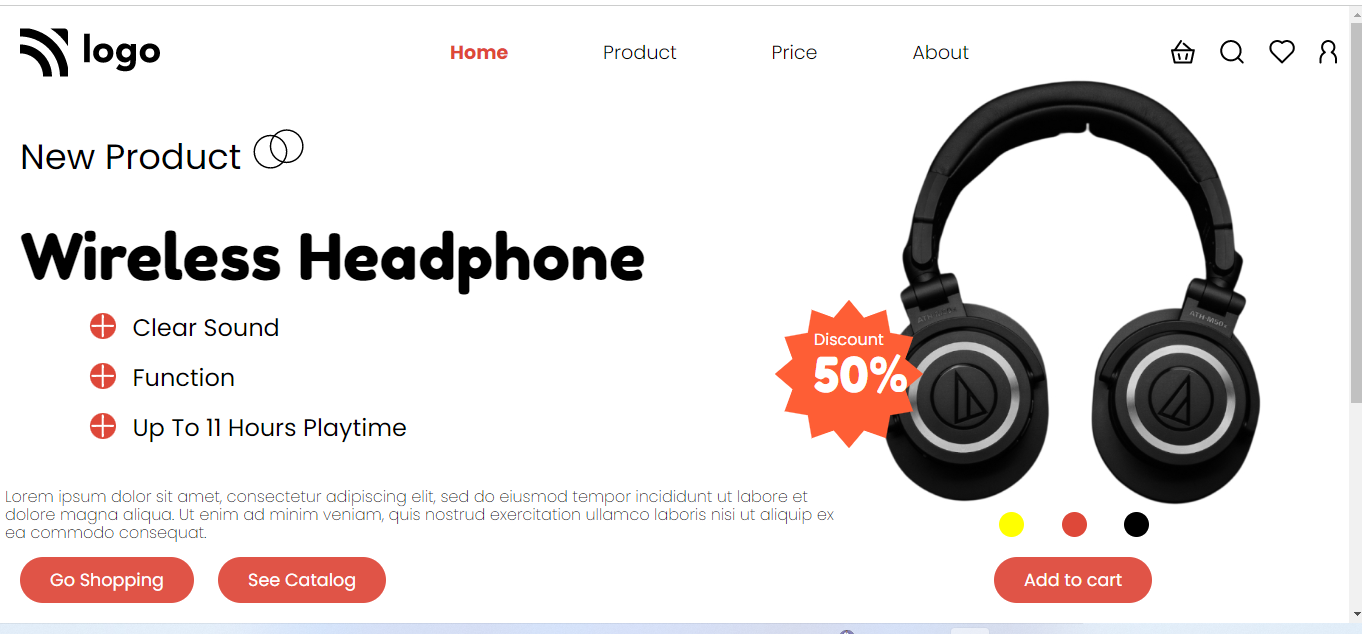 logo
Home
Product
Price
About
New Product
Wireless Headphone
Clear Sound
Function
Up To 11 Hours Playtime
Discount
50%
ATH-M50x
Lorem ipsum dolor sit amet, consectetur adipiscing elit, sed do eiusmod tempor incididunt ut labore et
dolore magna aliqua. Ut enim ad minim veniam, quis nostrud exercitation ullamco laboris nisi ut aliquip ex
ea commodo consequat.
Go Shopping
See Catalog
Add to cart